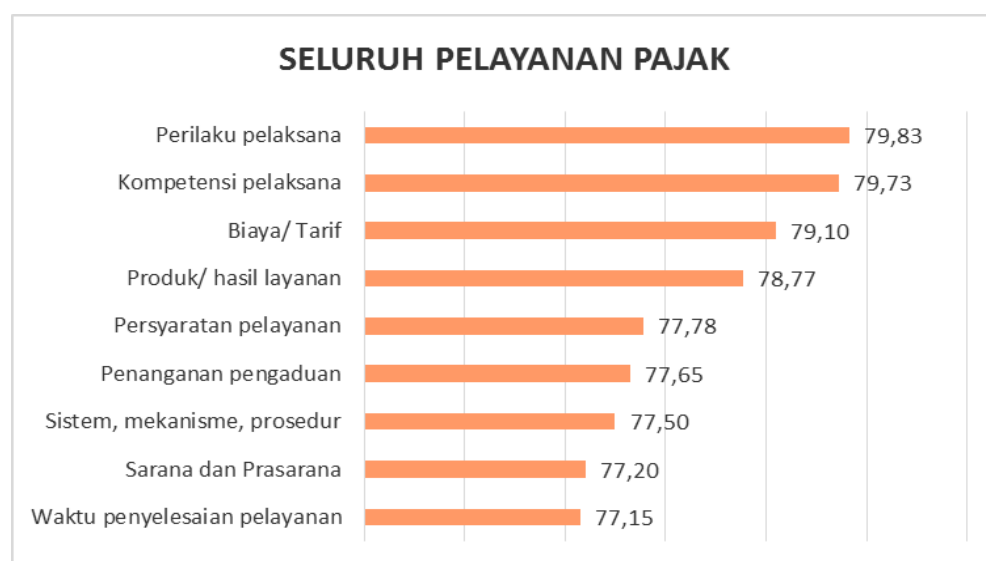 SELURUH PELAYANAN PAJAK
Perilaku pelaksana 79,83
Kompetensi pelaksana 79,73
Biaya/ Tarif 79,10
Produk/ hasil layanan 78,77
Persyaratan pelayanan 77,78
Penanganan pengaduan 77,65
Sistem, mekanisme, prosedur 77,50
Sarana dan Prasarana 77,20
Waktu penyelesaian pelayanan 77,15